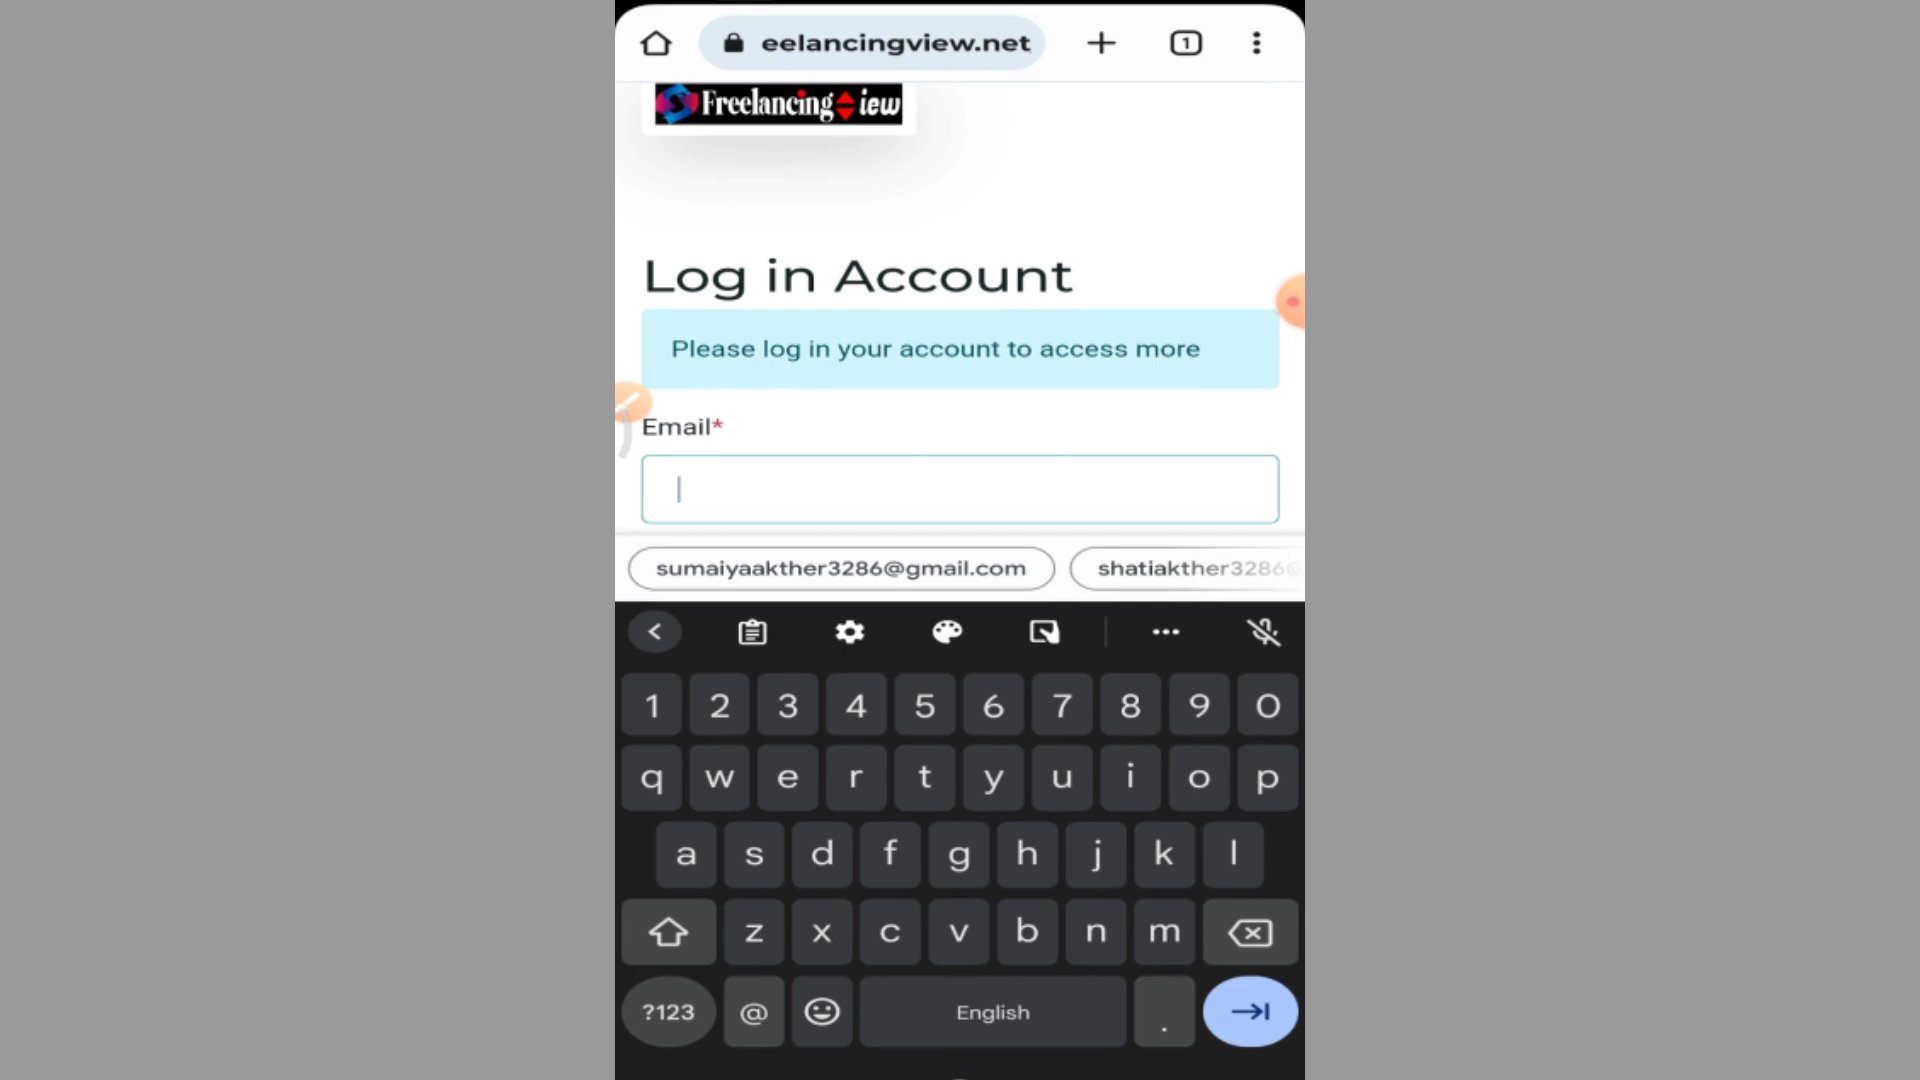 eelancingview.net
1
Freelancing iew
Log in Account
Please log in your account to access more
Email*
sumaiyaakther3286@gmail.com
shatiakther3286@
1 2 3 4 5 6 7 8 9 0
q w e r t y u i o p
a s d f g h j k l
z x c v b n m
?123 @ English .